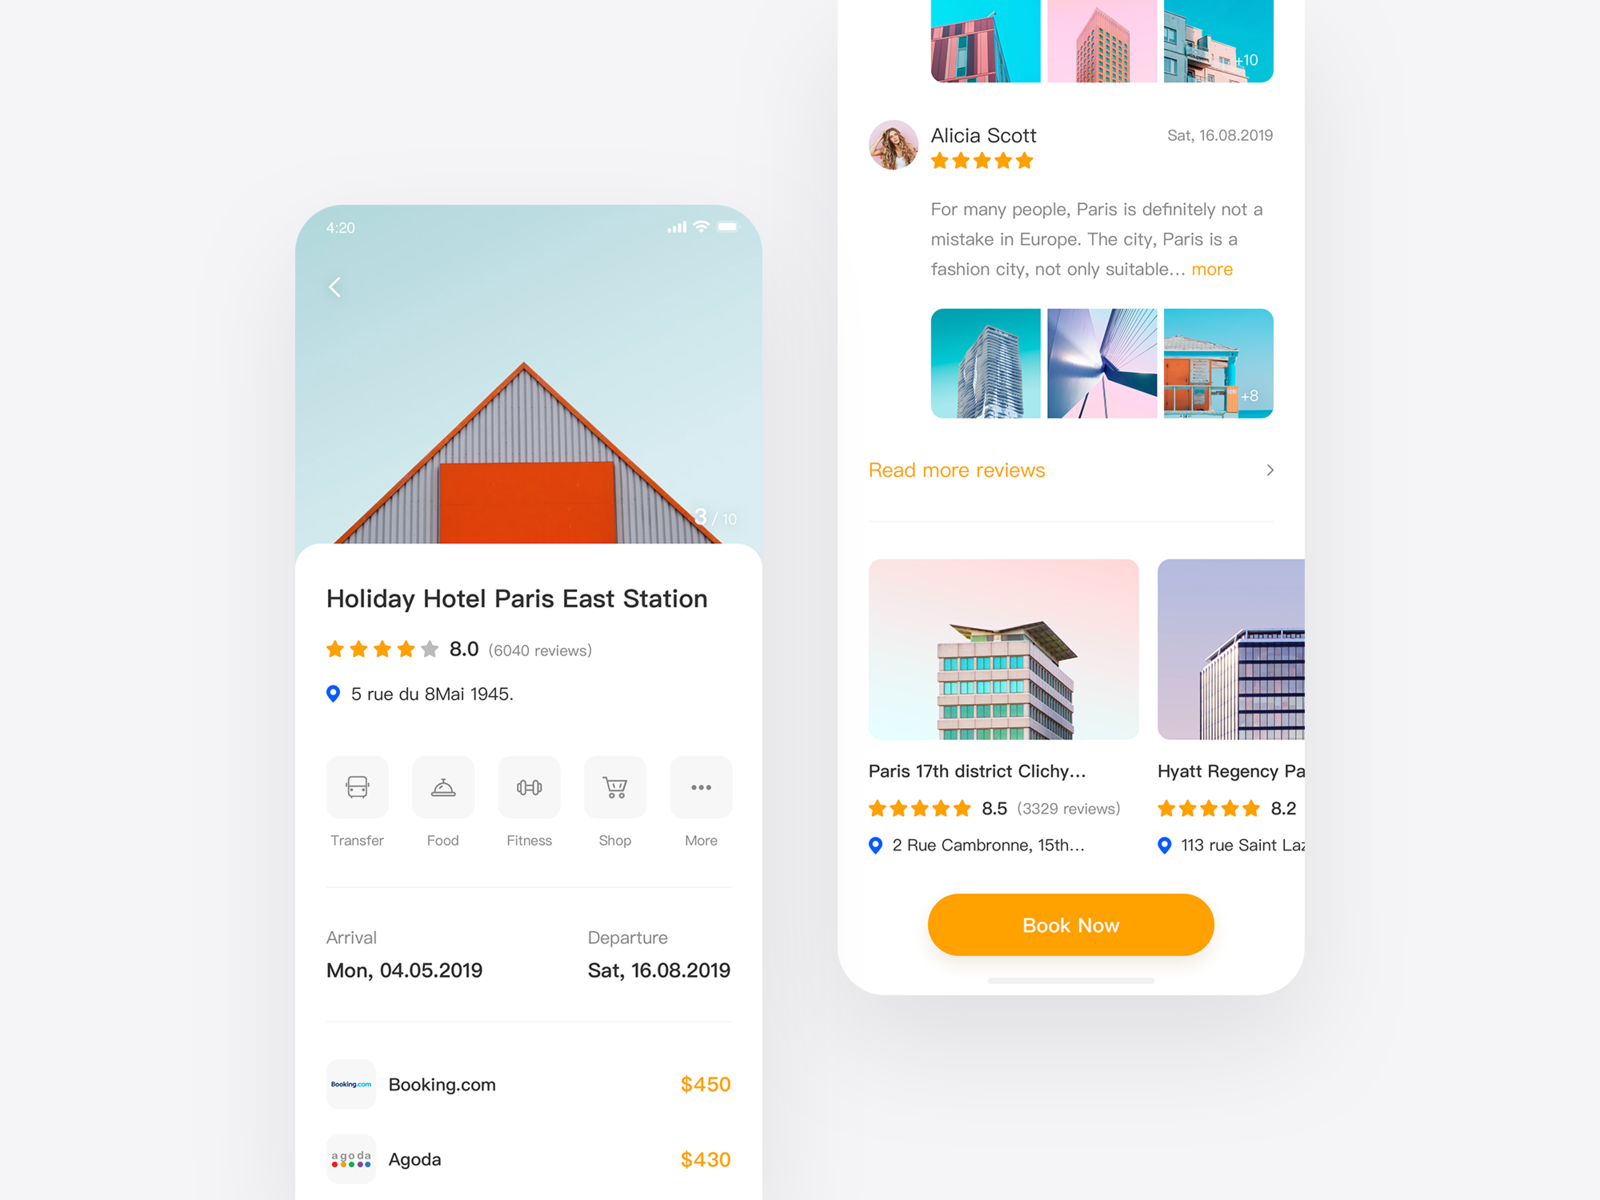 4:20
3 / 10
Holiday Hotel Paris East Station
8.0 (6040 reviews)
5 rue du 8Mai 1945.
Transfer Food Fitness Shop More
Arrival Departure
Mon, 04.05.2019 Sat, 16.08.2019
Booking.com Booking.com $450
agoda Agoda $430
+10
Alicia Scott Sat, 16.08.2019
For many people, Paris is definitely not a
mistake in Europe. The city, Paris is a
fashion city, not only suitable... more
+8
Read more reviews
Paris 17th district Clichy... Hyatt Regency Pa
8.5 (3329 reviews) 8.2
2 Rue Cambronne, 15th... 113 rue Saint Laz
Book Now